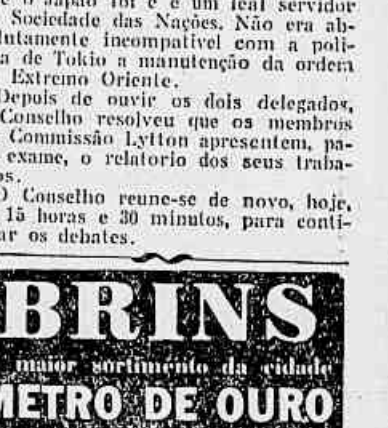 o Japão foi e é um leal servidor
Sociedade das Nações. Não era ab-
lutamente incompativel com a poli-
a de Tokio a manutenção da ordem
Extremo Oriente.
Depois de ouvir os dois delegados,
Conselho resolveu que os membros
Commissão Lytton apresentem, pa-
exame, o relatorio dos seus traba-
os.
O Conselho reune-se de novo, hoje,
15 horas e 30 minutos, para conti-
ar os debates.
BRINS
maior sortimento da cidade
METRO DE OURO